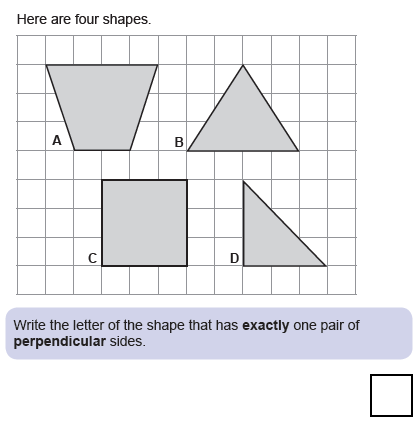 Here are four shapes.
A
B
C
D
Write the letter of the shape that has exactly one pair of
perpendicular sides.